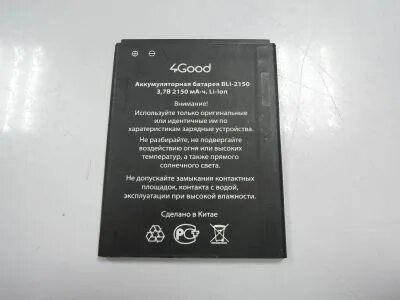 4Good
Аккумуляторная батарея BLi-2150
3,7В 2150 мА-ч, Li-Ion
Внимание!
Используйте только оригинальные
или идентичные им по
характеристикам зарядные устройства.
Не разбирайте, не подвергайте
воздействию огня или высоких
температур, а также прямого
солнечного света.
Не допускайте замыкания контактных
площадок, контакта с водой,
эксплуатации при высокой влажности.
Сделано в Китае